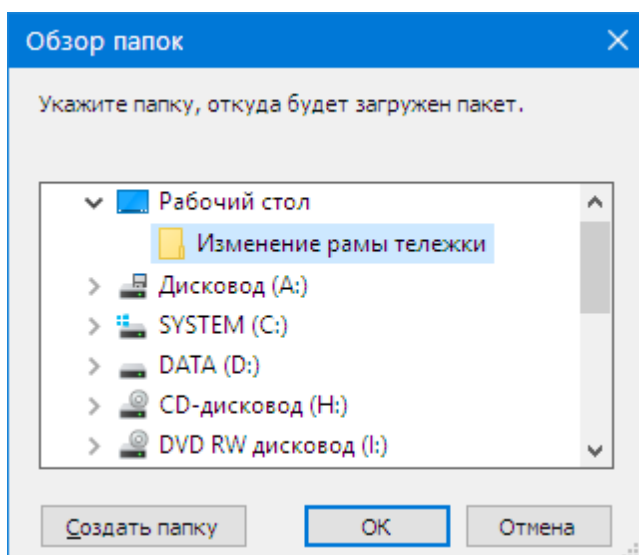 Обзор папок
Укажите папку, откуда будет загружен пакет.
Рабочий стол
Изменение рамы тележки
Дисковод (A:)
SYSTEM (C:)
DATA (D:)
CD-дисковод (H:)
DVD RW дисковод (I:)
Создать папку ОК Отмена